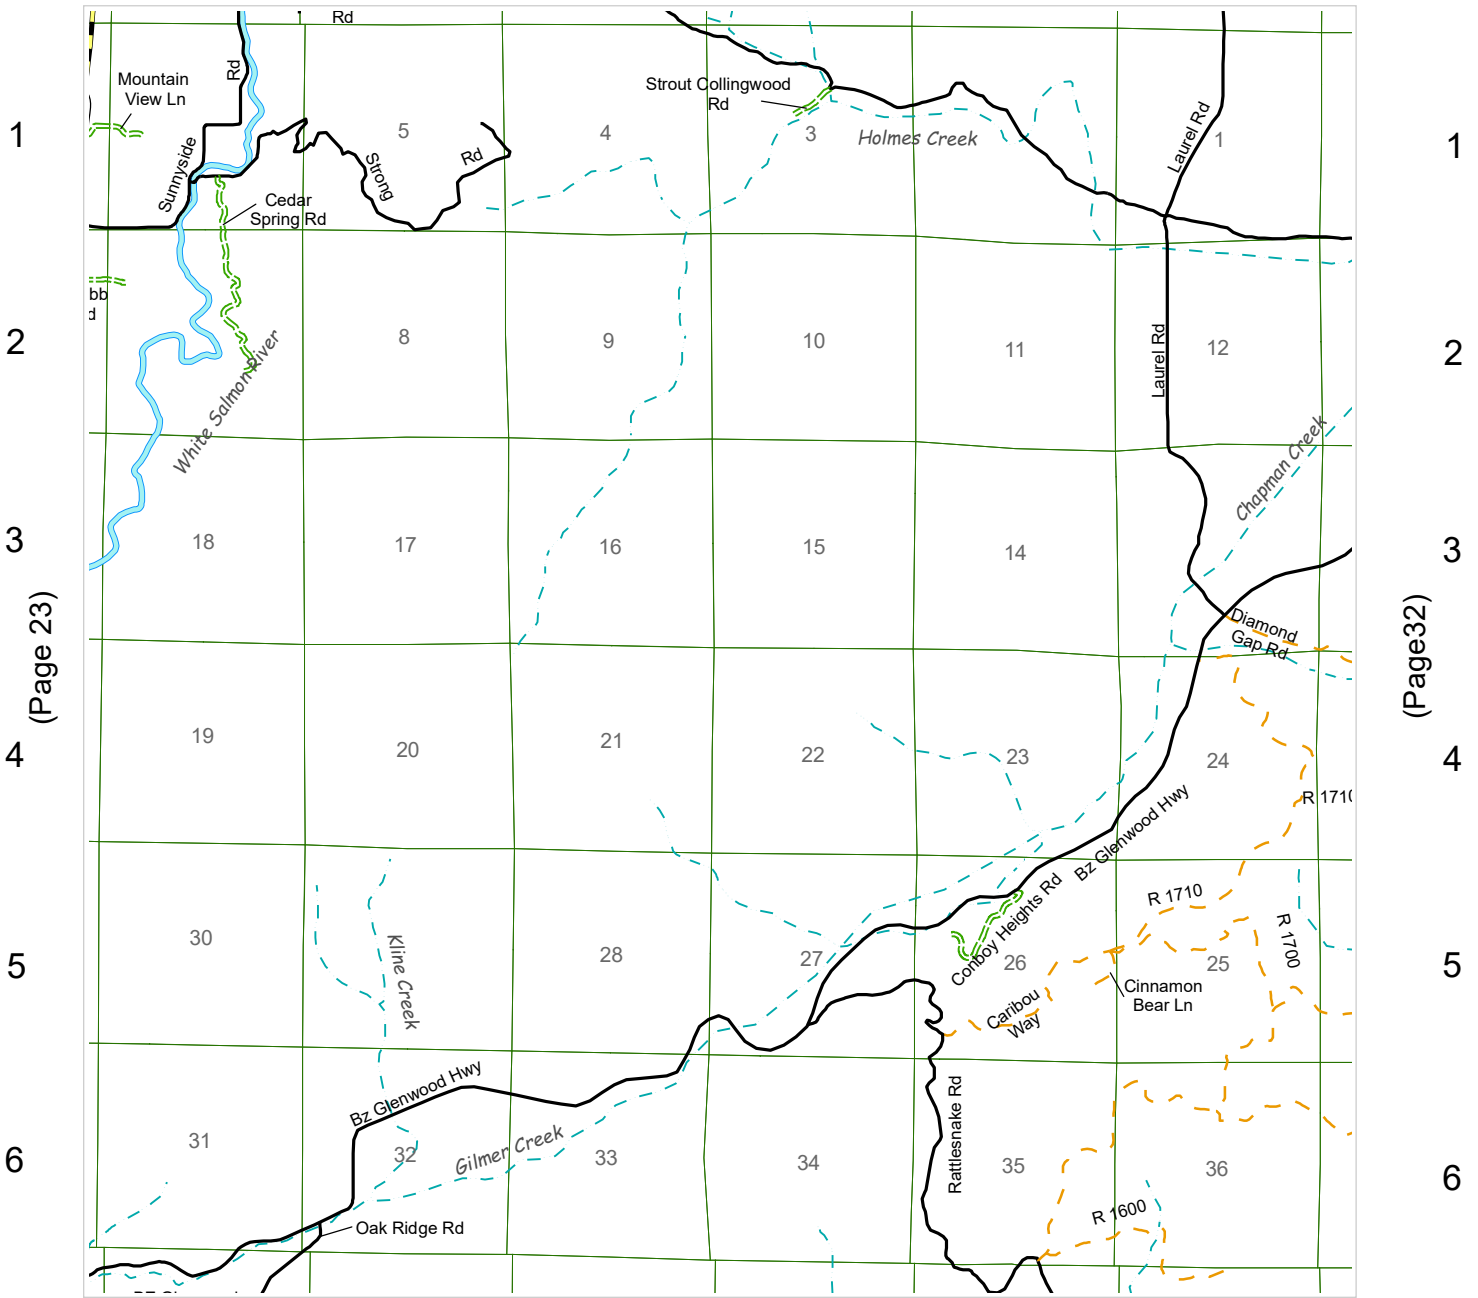 Rd
Rd
Mountain
View Ln
Strout Collingwood
Rd
Holmes Creek
Laurel Rd
1
1
5
4
3
1
Sunnyside
Strong
Rd
Cedar
Spring Rd
bb
d
2
2
8
9
10
11
12
Laurel Rd
White Salmon River
Chapman Creek
3
3
18
17
16
15
14
(Page 23)
(Page32)
Diamond
Gap Rd
4
4
19
20
21
22
23
24
R 1710
Bz Glenwood Hwy
R 1710
R 1700
Conboy Heights Rd
5
5
30
28
27
26
25
Kline Creek
Cinnamon
Bear Ln
Caribou
Way
Bz Glenwood Hwy
Rattlesnake Rd
Gilmer Creek
6
6
31
32
33
34
35
36
R 1600
Oak Ridge Rd